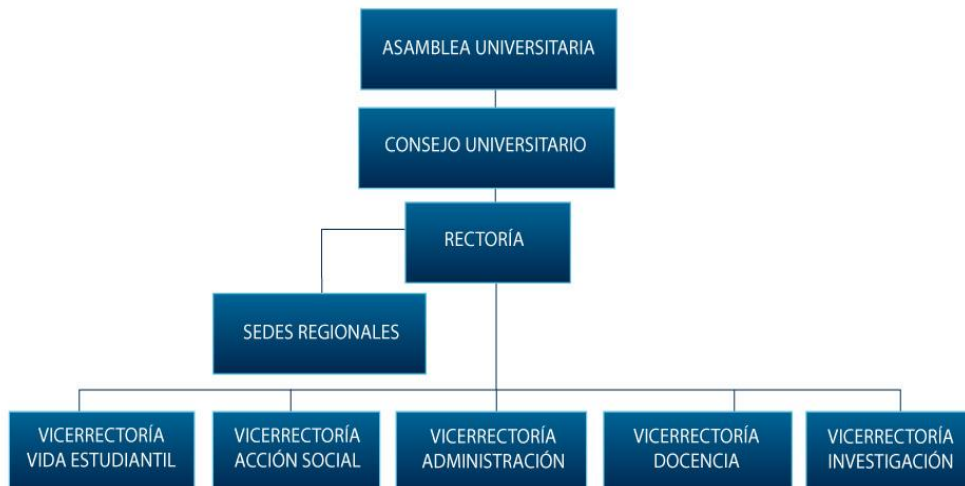 ASAMBLEA UNIVERSITARIA
CONSEJO UNIVERSITARIO
RECTORÍA
SEDES REGIONALES
VICERRECTORÍA
VIDA ESTUDIANTIL
VICERRECTORÍA
ACCIÓN SOCIAL
VICERRECTORÍA
ADMINISTRACIÓN
VICERRECTORÍA
DOCENCIA
VICERRECTORÍA
INVESTIGACIÓN